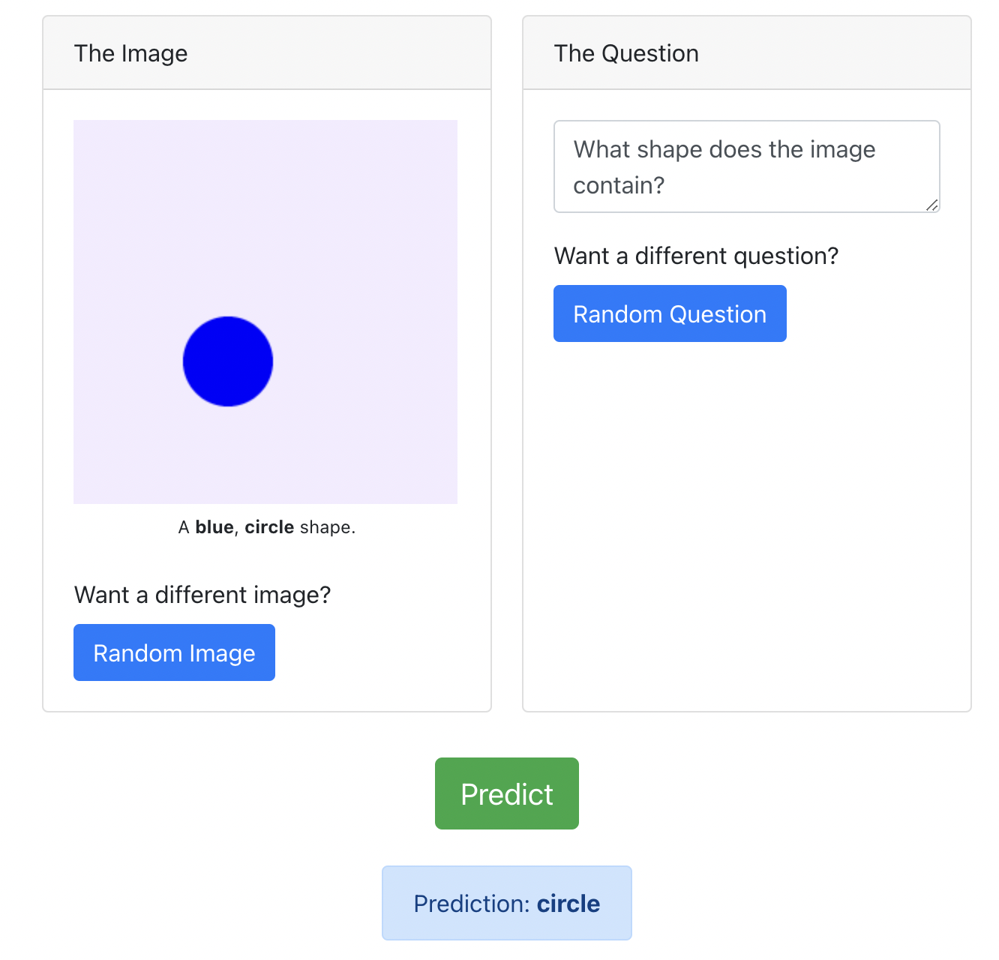 The Image
A blue, circle shape.
Want a different image?
Random Image
The Question
What shape does the image
contain?
Want a different question?
Random Question
Predict
Prediction: circle